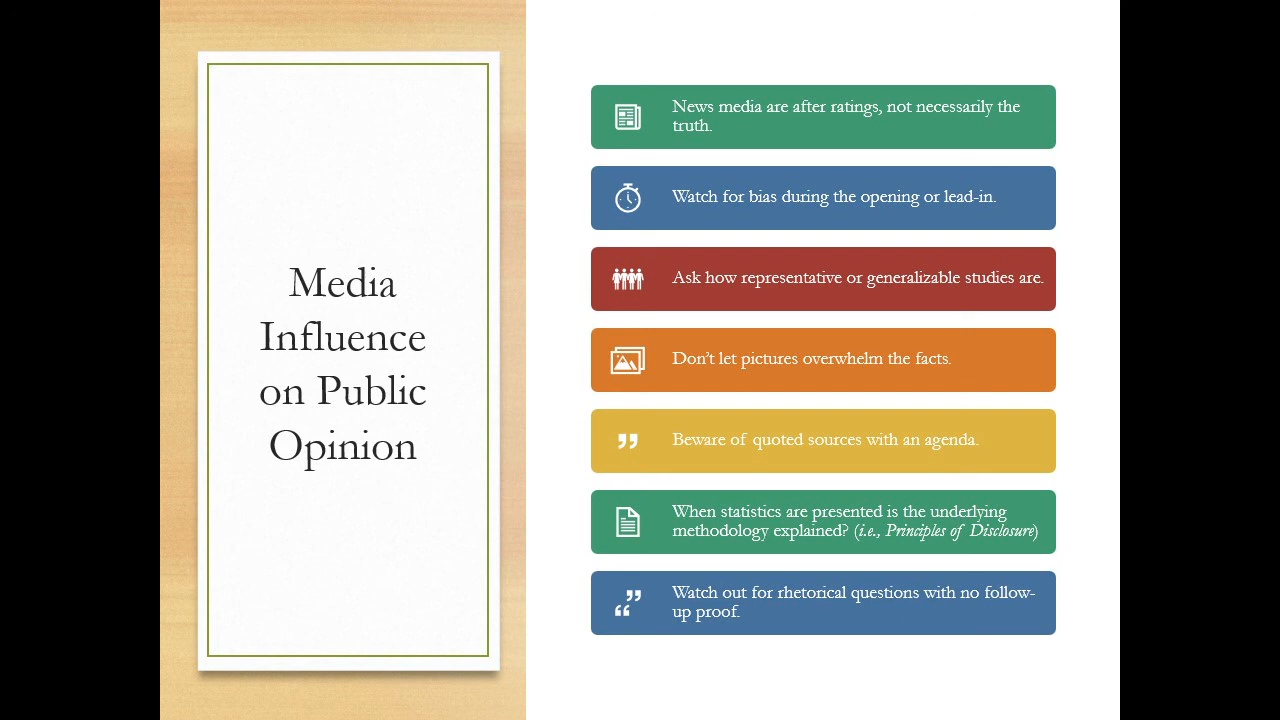 Media
Influence
on Public
Opinion
News media are after ratings, not necessarily the
truth.
Watch for bias during the opening or lead-in.
Ask how representative or generalizable studies are.
Don’t let pictures overwhelm the facts.
Beware of quoted sources with an agenda.
When statistics are presented is the underlying
methodology explained? (i.e., Principles of Disclosure)
Watch out for rhetorical questions with no follow-
up proof.